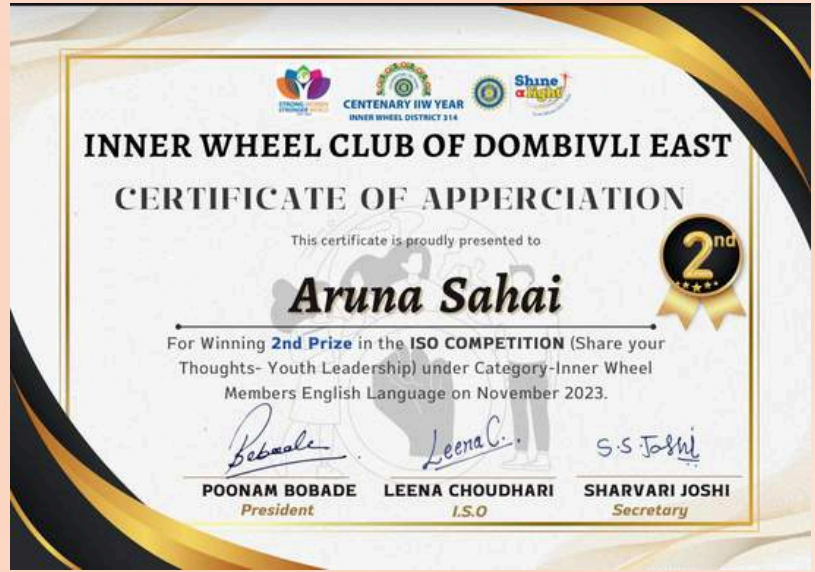 STRONG WOMEN
STRONGER WORLD
CENTENARY IIW YEAR
INNER WHEEL DISTRICT 314
Shine
a light
INNER WHEEL CLUB OF DOMBIVLI EAST
CERTIFICATE OF APPERCIATION
This certificate is proudly presented to
2nd
Aruna Sahai
For Winning 2nd Prize in the ISO COMPETITION (Share your
Thoughts- Youth Leadership) under Category-Inner Wheel
Members English Language on November 2023.
Bobade
Leena C..
S.S.Joshi
POONAM BOBADE LEENA CHOUDHARI SHARVARI JOSHI
President I.S.O Secretary